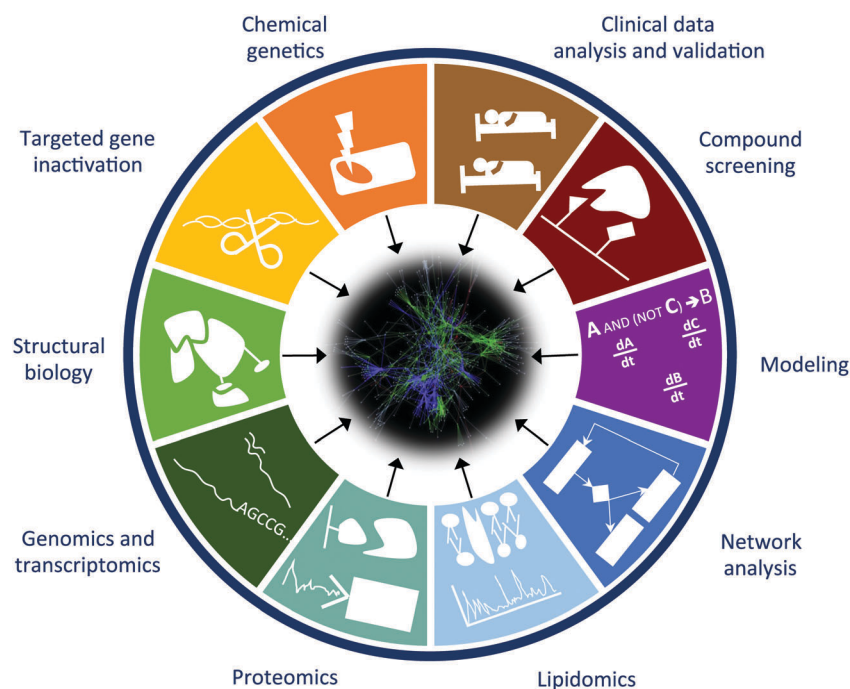 Chemical
genetics
Clinical data
analysis and validation
Targeted gene
inactivation
Compound
screening
A AND (NOT C) ➔ B
dA
dt
dC
dt
dB
dt
Structural
biology
Modeling
AGCCG...
Genomics and
transcriptomics
Network
analysis
Proteomics
Lipidomics